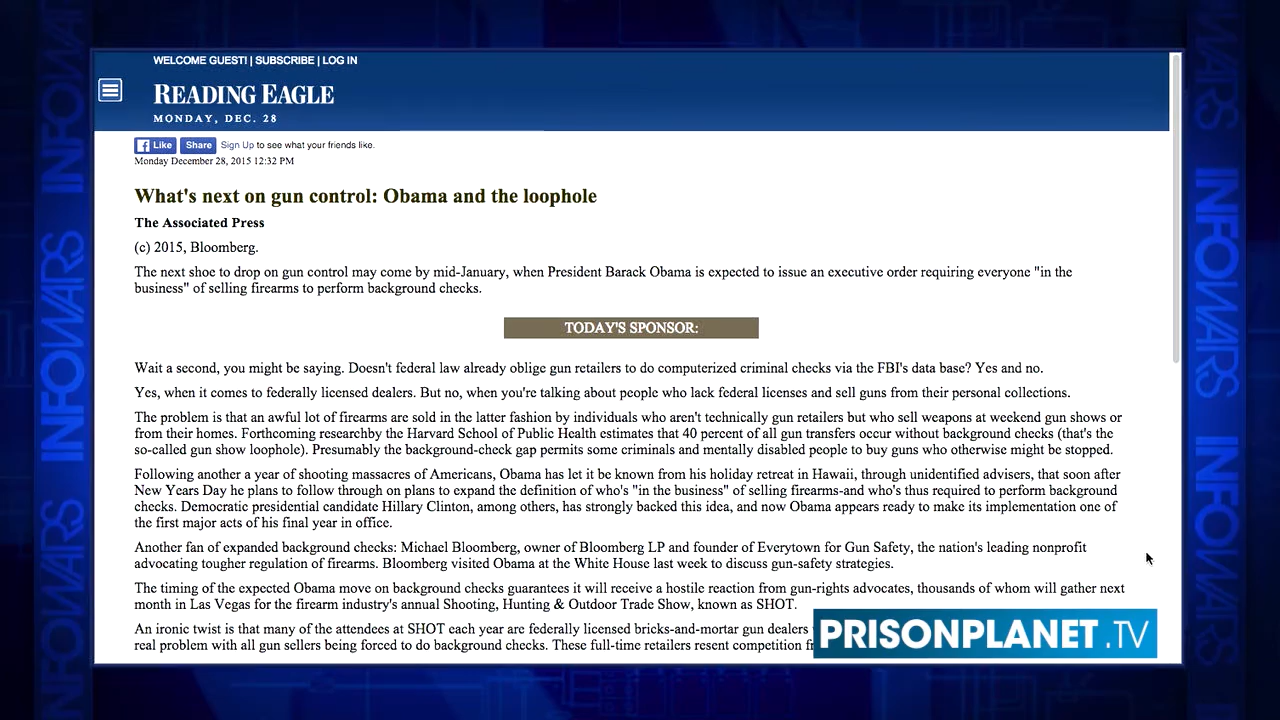 WELCOME GUEST! | SUBSCRIBE | LOG IN
READING EAGLE
MONDAY, DEC. 28
Like Share Sign Up to see what your friends like.
Monday December 28, 2015 12:32 PM
What's next on gun control: Obama and the loophole
The Associated Press
(c) 2015, Bloomberg.
The next shoe to drop on gun control may come by mid-January, when President Barack Obama is expected to issue an executive order requiring everyone "in the
business" of selling firearms to perform background checks.
TODAY'S SPONSOR:
Wait a second, you might be saying. Doesn't federal law already oblige gun retailers to do computerized criminal checks via the FBI's data base? Yes and no.
Yes, when it comes to federally licensed dealers. But no, when you're talking about people who lack federal licenses and sell guns from their personal collections.
The problem is that an awful lot of firearms are sold in the latter fashion by individuals who aren't technically gun retailers but who sell weapons at weekend gun shows or
from their homes. Forthcoming researchby the Harvard School of Public Health estimates that 40 percent of all gun transfers occur without background checks (that's the
so-called gun show loophole). Presumably the background-check gap permits some criminals and mentally disabled people to buy guns who otherwise might be stopped.
Following another a year of shooting massacres of Americans, Obama has let it be known from his holiday retreat in Hawaii, through unidentified advisers, that soon after
New Years Day he plans to follow through on plans to expand the definition of who's "in the business" of selling firearms-and who's thus required to perform background
checks. Democratic presidential candidate Hillary Clinton, among others, has strongly backed this idea, and now Obama appears ready to make its implementation one of
the first major acts of his final year in office.
Another fan of expanded background checks: Michael Bloomberg, owner of Bloomberg LP and founder of Everytown for Gun Safety, the nation's leading nonprofit
advocating tougher regulation of firearms. Bloomberg visited Obama at the White House last week to discuss gun-safety strategies.
The timing of the expected Obama move on background checks guarantees it will receive a hostile reaction from gun-rights advocates, thousands of whom will gather next
month in Las Vegas for the firearm industry's annual Shooting, Hunting & Outdoor Trade Show, known as SHOT.
An ironic twist is that many of the attendees at SHOT each year are federally licensed bricks-and-mortar gun dealers
real problem with all gun sellers being forced to do background checks. These full-time retailers resent competition
PRISONPLANET.TV
INFOWARS
INFOWARS
INFOWARS
WARS
INFOWARS
INFOWARS